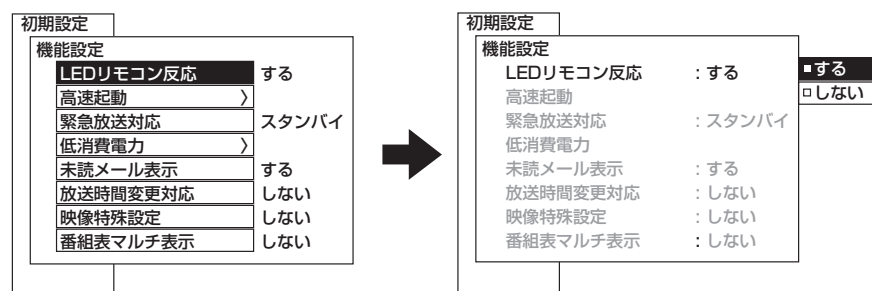 初期設定
機能設定
LEDリモコン反応 する
高速起動 〉
緊急放送対応 スタンバイ
低消費電力 〉
未読メール表示 する
放送時間変更対応 しない
映像特殊設定 しない
番組表マルチ表示 しない
初期設定
機能設定
LEDリモコン反応 : する
高速起動
緊急放送対応 : スタンバイ
低消費電力
未読メール表示 : する
放送時間変更対応 : しない
映像特殊設定 : しない
番組表マルチ表示 : しない
する
しない